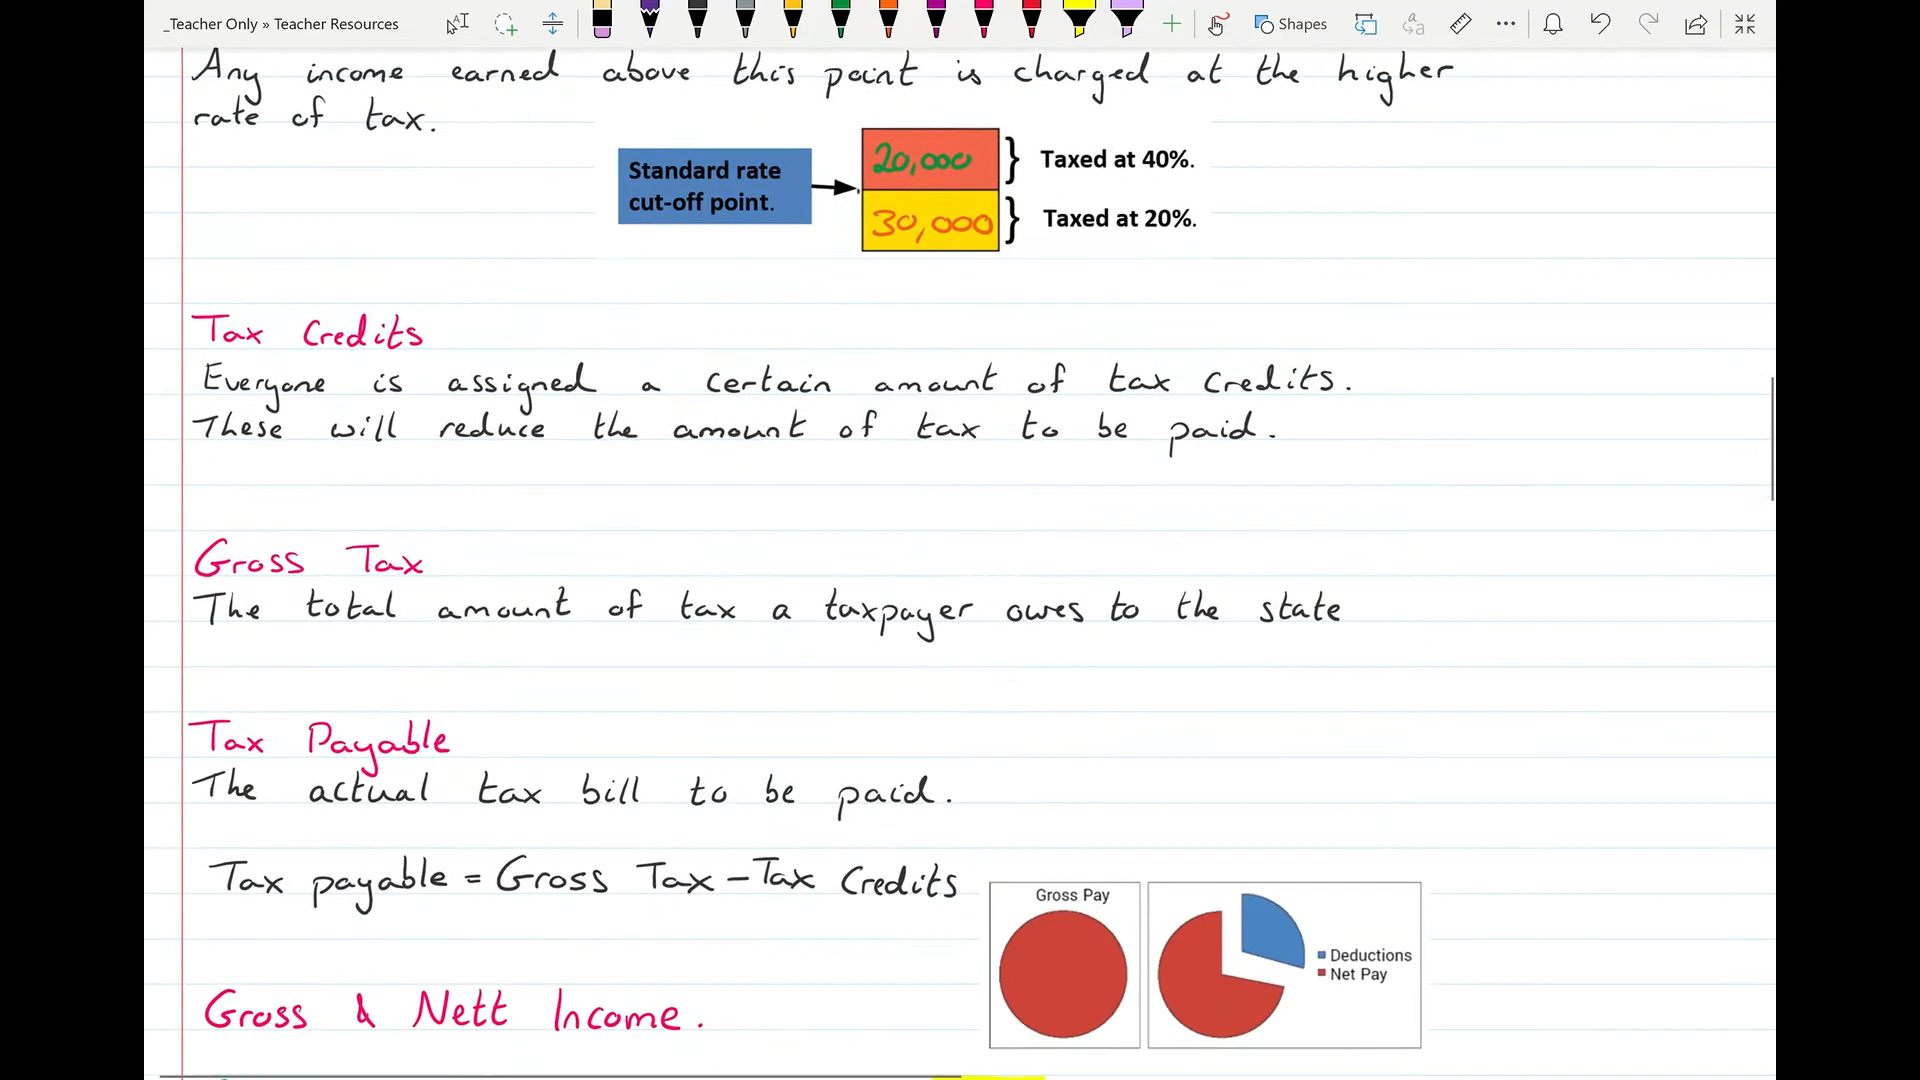 _Teacher Only » Teacher Resources
Shapes
Any income earned above this point is charged at the higher
rate of tax.
Standard rate
cut-off point.
20,000
Taxed at 40%.
30,000
Taxed at 20%.
Tax Credits
Everyone is assigned a certain amount of tax credits.
These will reduce the amount of tax to be paid.
Gross Tax
The total amount of tax a taxpayer owes to the state
Tax Payable
The actual tax bill to be paid.
Tax payable = Gross Tax - Tax Credits
Gross Pay
Deductions
Net Pay
Gross & Nett Income.